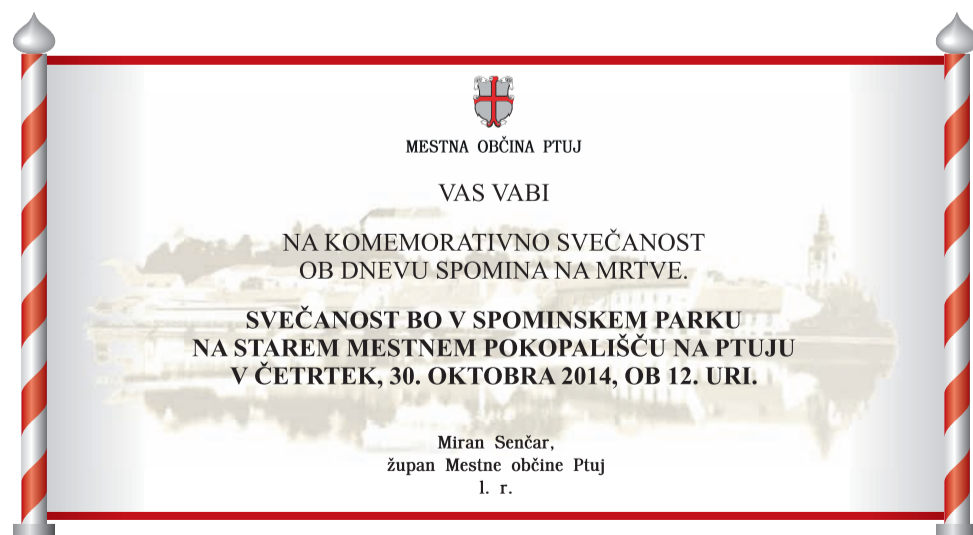 MESTNA OBČINA PTUJ
VAS VABI
NA KOMEMORATIVNO SVEČANOST
OB DNEVU SPOMINA NA MRTVE.
SVEČANOST BO V SPOMINSKEM PARKU
NA STAREM MESTNEM POKOPALIŠČU NA PTUJU
V ČETRTEK, 30. OKTOBRA 2014, OB 12. URI.
Miran Senčar,
župan Mestne občine Ptuj
l. r.